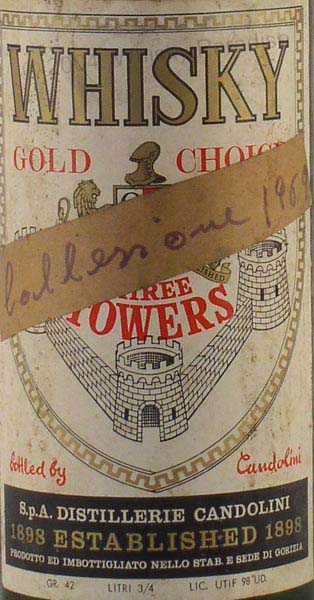 WHISKY
GOLD CHOIC
collezione 1969
THREE
TOWERS
bottled by Candolini
S.p.A. DISTILLERIE CANDOLINI
1898 ESTABLISHED 1898
PRODOTTO ED IMBOTTIGLIATO NELLO STAB. E SEDE DI GORIZIA
GR. 42 LITRI 3/4 LIC. UTIF 98 UD.